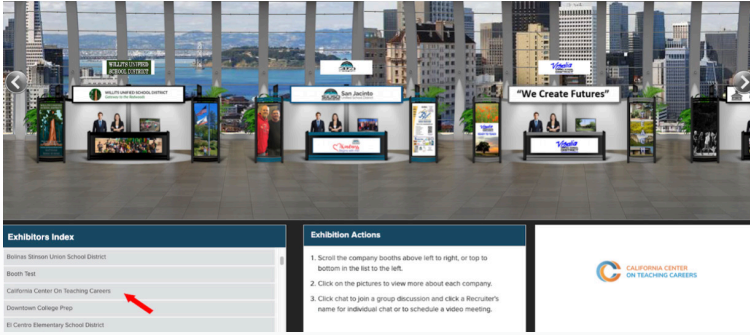 WILLITS UNIFIED
SCHOOL DISTRICT
WILLITS UNIFIED SCHOOL DISTRICT
San Jacinto
Visalia
"We Create Futures"
Visalia
Exhibitors Index
Bolinas Stinson Union School District
Booth Test
California Center On Teaching Careers
Downtown College Prep
El Centro Elementary School District
Exhibition Actions
1. Scroll the company booths above left to right, or top to
bottom in the list to the left.
2. Click on the pictures to view more about each company.
3. Click chat to join a group discussion and click a Recruiter's
name for individual chat or to schedule a video meeting.
CALIFORNIA CENTER
ON TEACHING CAREERS